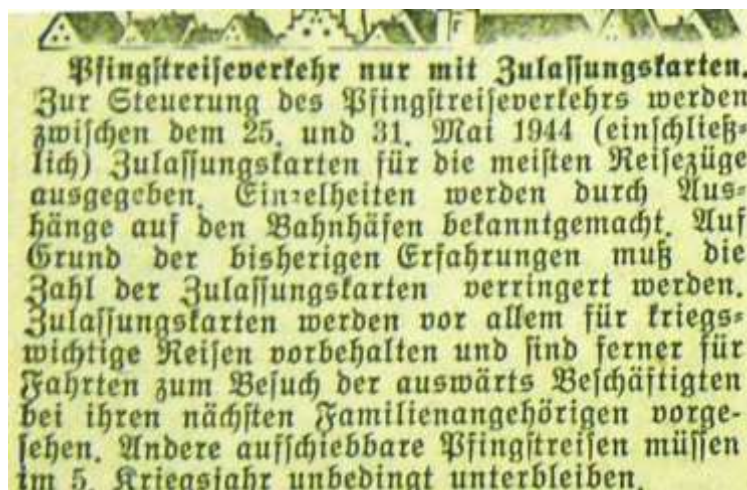 Pfingstreiseverkehr nur mit Zulassungskarten.
Zur Steuerung des Pfingstreiseverkehrs werden
zwischen dem 25. und 31. Mai 1944 (einschließ-
lich) Zulassungskarten für die meisten Reisezüge
ausgegeben. Einzelheiten werden durch Aus-
hänge auf den Bahnhäfen bekanntgemacht. Auf
Grund der bisherigen Erfahrungen muß die
Zahl der Zulassungskarten verringert werden.
Zulassungskarten werden vor allem für kriegs-
wichtige Reisen vorbehalten und sind ferner für
Fahrten zum Besuch der auswärts Beschäftigten
bei ihren nächsten Familienangehörigen vorge-
sehen. Andere aufschiebbare Pfingstreisen müssen
im 5. Kriegsjahr unbedingt unterbleiben.